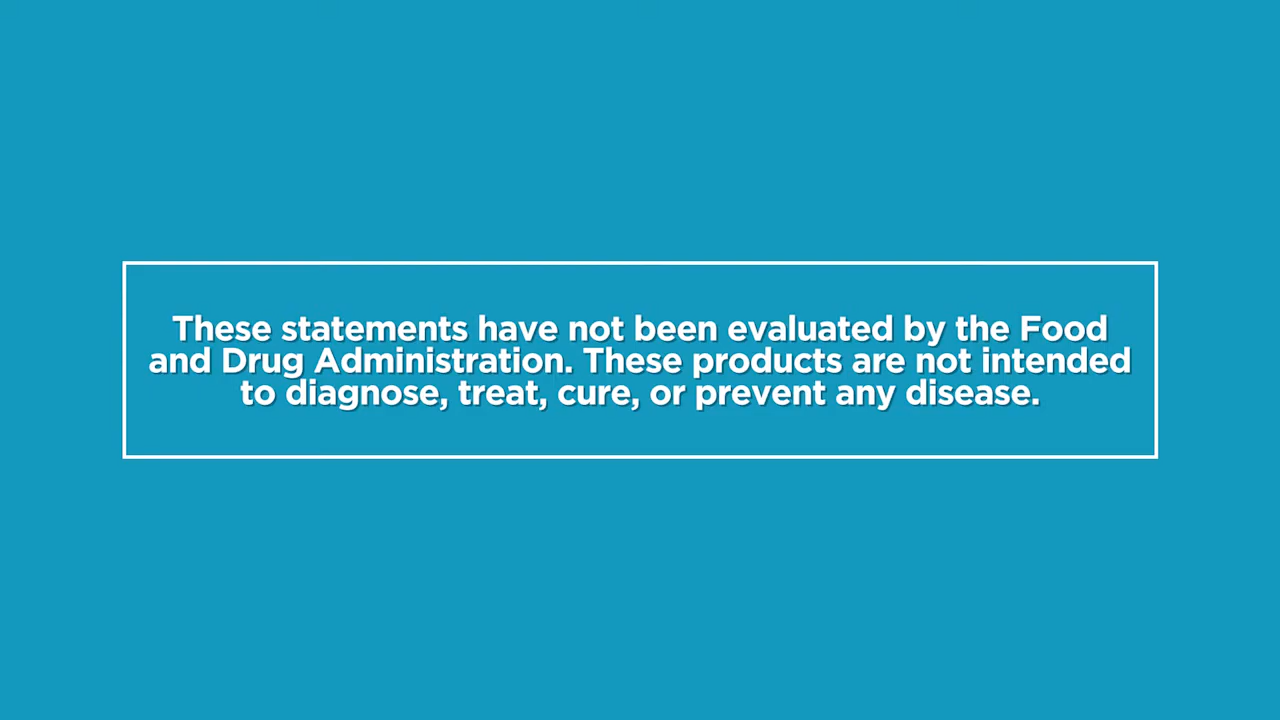 These statements have not been evaluated by the Food
and Drug Administration. These products are not intended
to diagnose, treat, cure, or prevent any disease.